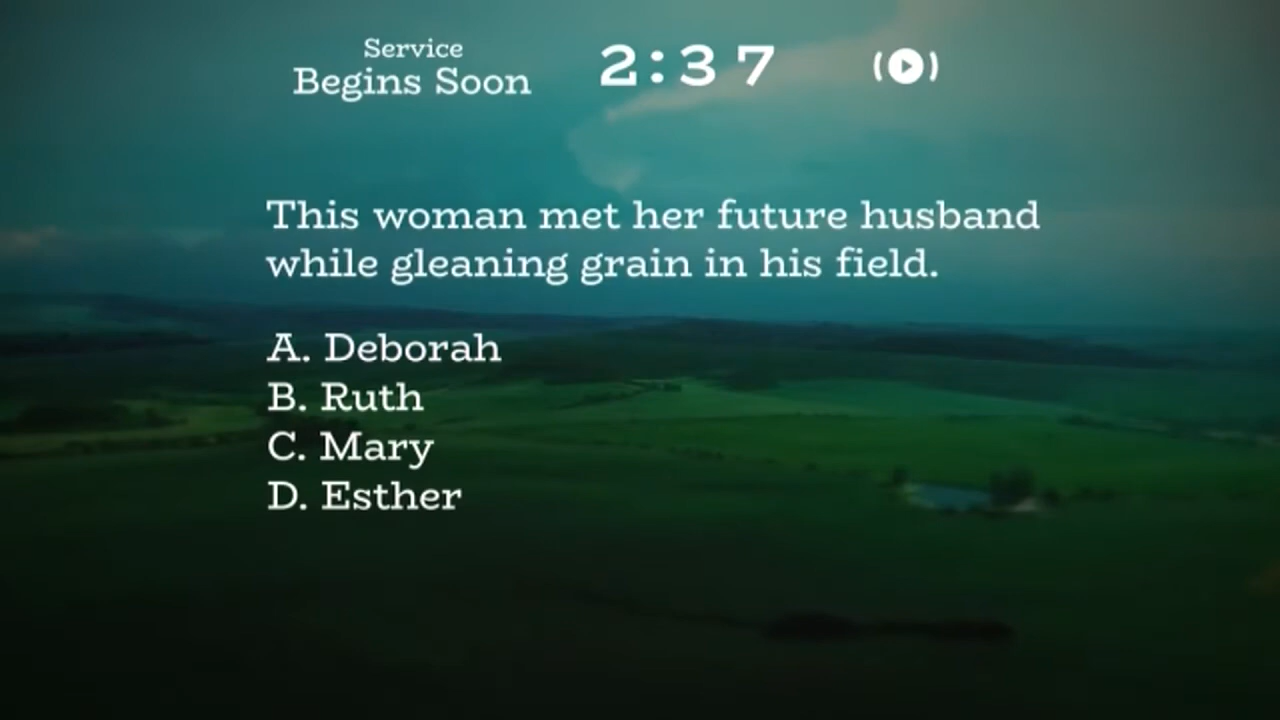 Service
Begins Soon
2:37
This woman met her future husband
while gleaning grain in his field.
A. Deborah
B. Ruth
C. Mary
D. Esther